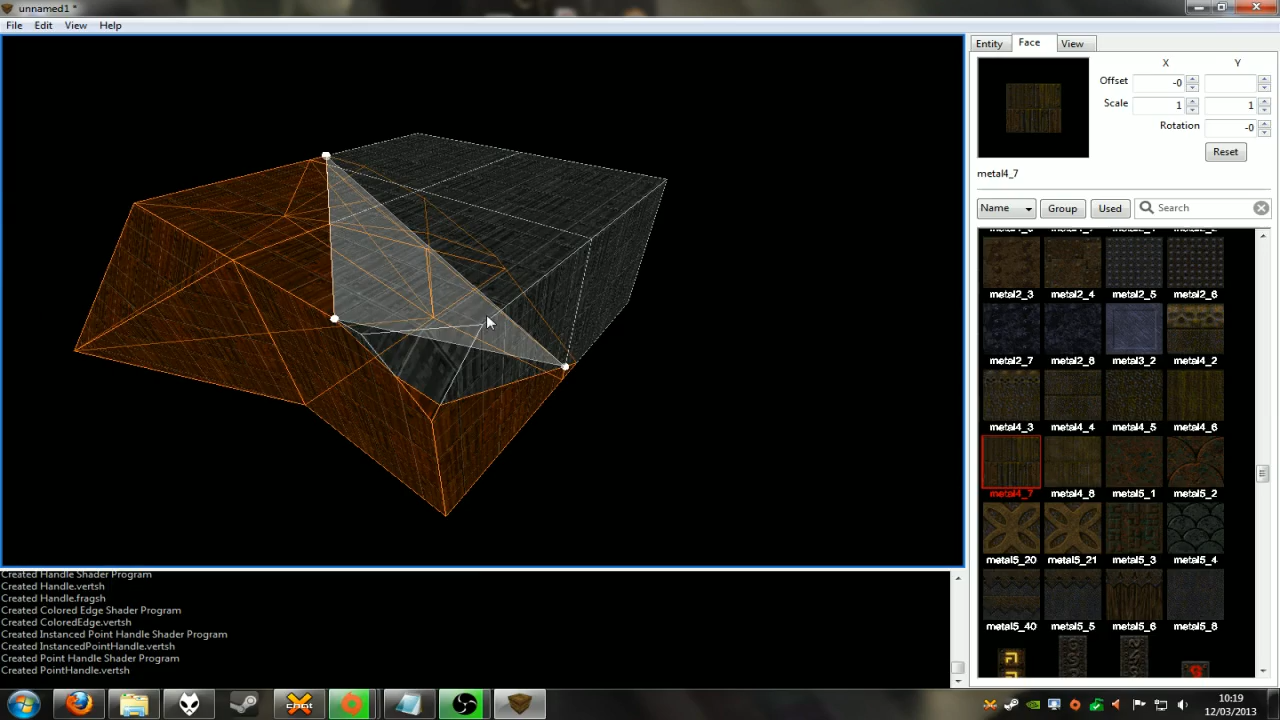 unnamed1 *
File Edit View Help
Entity Face View
X Y
Offset -0
Scale 1 1
Rotation -0
Reset
metal4_7
Name Group Used Search
metal2_3 metal2_4 metal2_5 metal2_6
metal2_7 metal2_8 metal3_2 metal4_2
metal4_3 metal4_4 metal4_5 metal4_6
metal4_7 metal4_8 metal5_1 metal5_2
metal5_20 metal5_21 metal5_3 metal5_4
metal5_40 metal5_5 metal5_6 metal5_8
Created Handle Shader Program
Created Handle.vertsh
Created Handle.fragsh
Created Colored Edge Shader Program
Created ColoredEdge.vertsh
Created Instanced Point Handle Shader Program
Created InstancedPointHandle.vertsh
Created Point Handle Shader Program
Created PointHandle.vertsh
chat
10:19
12/03/2013